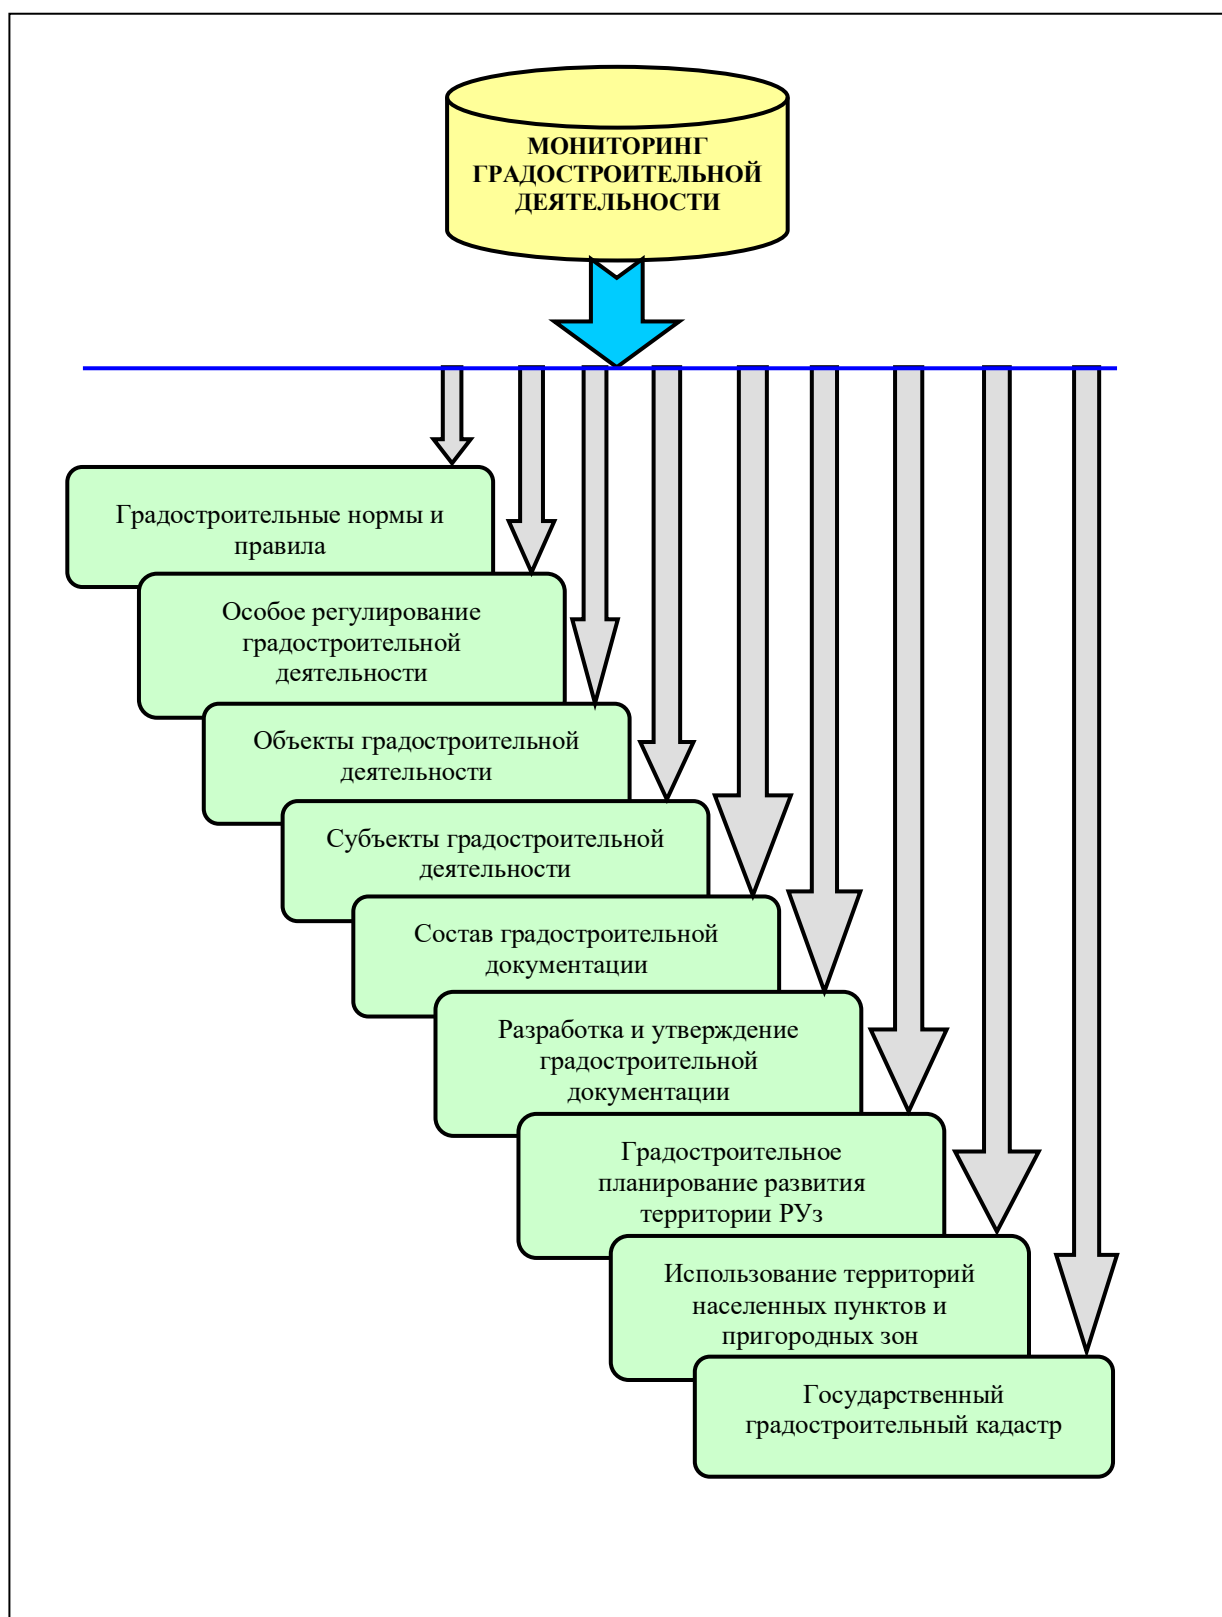 МОНИТОРИНГ
ГРАДОСТРОИТЕЛЬНОЙ
ДЕЯТЕЛЬНОСТИ
Градостроительные нормы и
правила
Особое регулирование
градостроительной
деятельности
Объекты градостроительной
деятельности
Субъекты градостроительной
деятельности
Состав градостроительной
документации
Разработка и утверждение
градостроительной
документации
Градостроительное
планирование развития
территории РУз
Использование территорий
населенных пунктов и
пригородных зон
Государственный
градостроительный кадастр